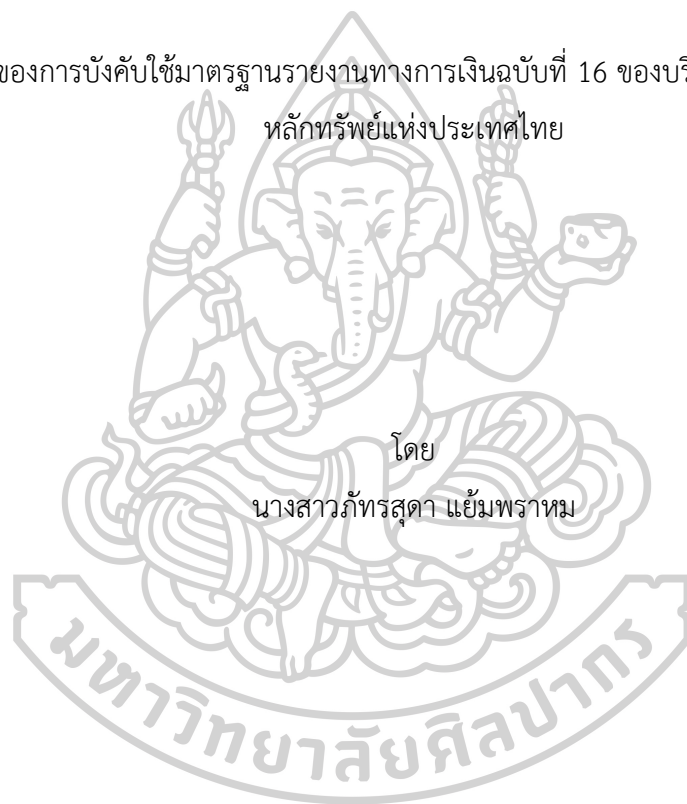 ของการบังคับใช้มาตรฐานรายงานทางการเงินฉบับที่ 16 ของบริ
หลักทรัพย์แห่งประเทศไทย
โดย
นางสาวภัทรสุดา แย้มพราหม
มหาวิทยาลัยศิลปากร